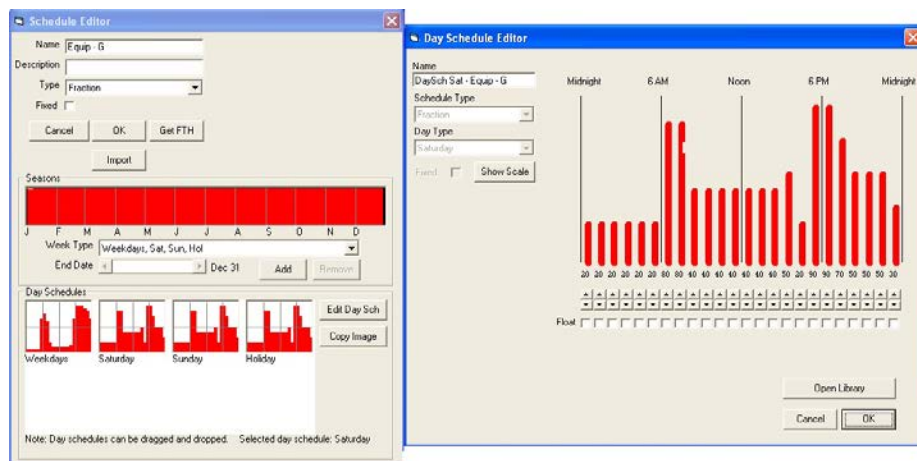 Schedule Editor
Name Equip - G
Description
Type Fraction
Fixed
Cancel OK Get FTH
Import
Seasons
J F M A M J J A S O N D
Week Type Weekdays, Sat, Sun, Hol
End Date Dec 31 Add Remove
Day Schedules
Edit Day Sch
Copy Image
Weekdays Saturday Sunday Holiday
Note: Day schedules can be dragged and dropped. Selected day schedule: Saturday
Day Schedule Editor
Name
DaySch Sat - Equip - G
Schedule Type
Fraction
Day Type
Saturday
Fixed Show Scale
Midnight 6 AM Noon 6 PM Midnight
20 20 20 20 20 80 80 40 40 40 40 40 40 50 20 90 90 70 50 50 50 30
Float
Open Library
Cancel OK